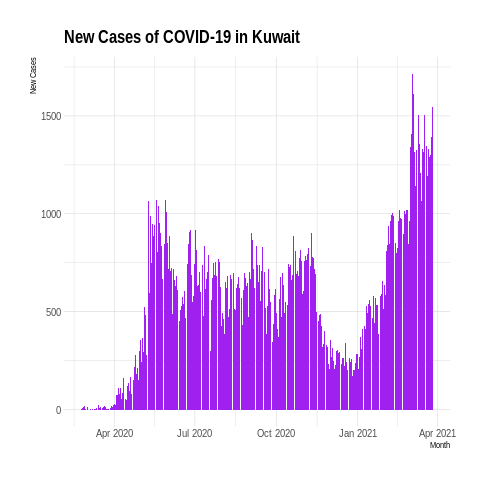 New Cases of COVID-19 in Kuwait
New Cases
1500
1000
500
0
Apr 2020 Jul 2020 Oct 2020 Jan 2021 Apr 2021
Month